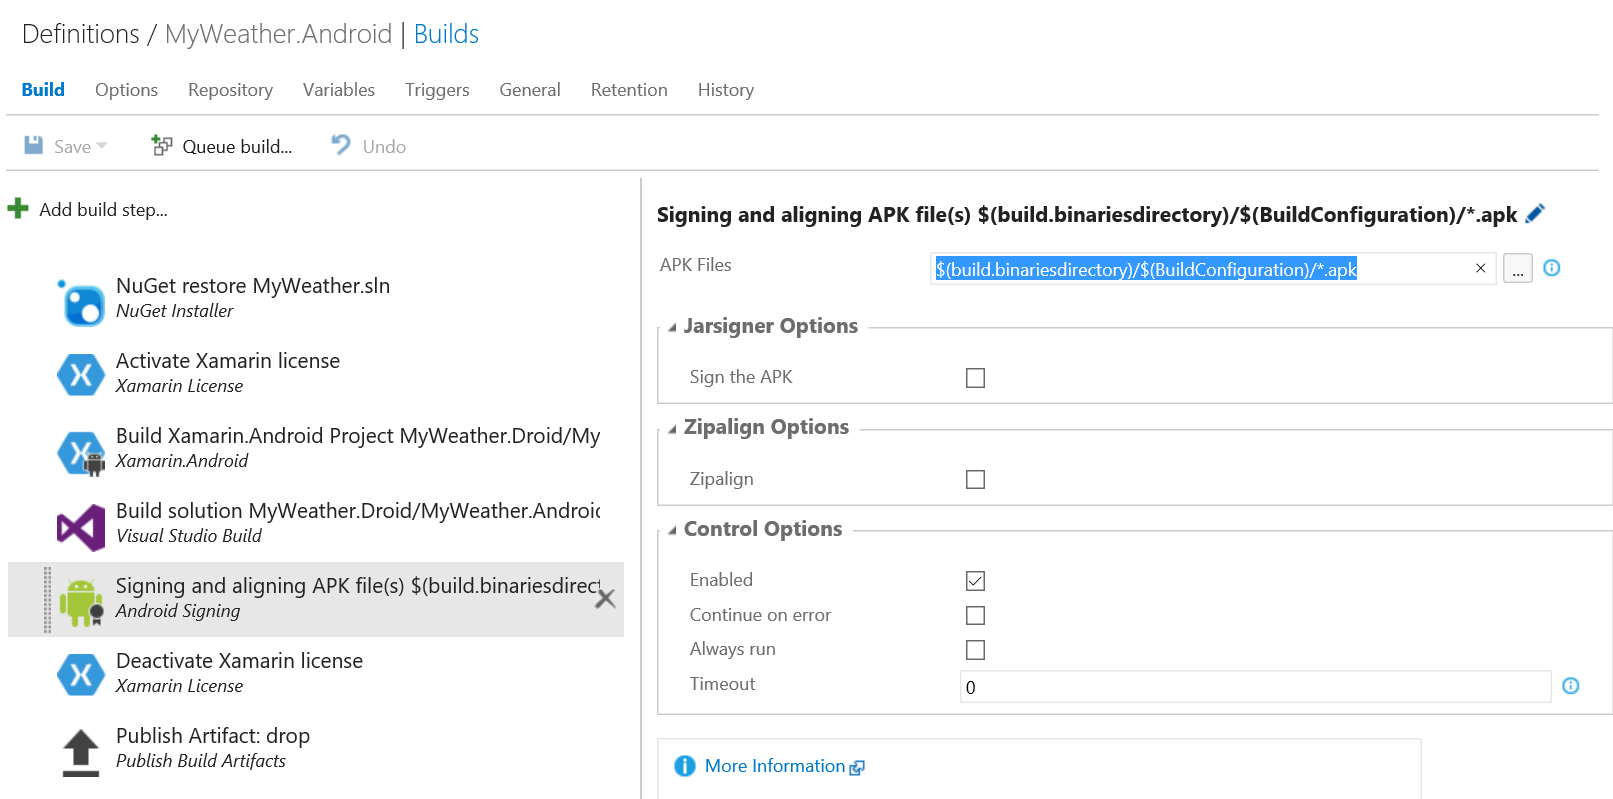 Definitions / MyWeather.Android | Builds
Build Options Repository Variables Triggers General Retention History
Save Queue build... Undo
Add build step...
NuGet restore MyWeather.sln
NuGet Installer
Activate Xamarin license
Xamarin License
Build Xamarin.Android Project MyWeather.Droid/My
Xamarin.Android
Build solution MyWeather.Droid/MyWeather.Androi
Visual Studio Build
Signing and aligning APK file(s) $(build.binariesdirect
Android Signing
Deactivate Xamarin license
Xamarin License
Publish Artifact: drop
Publish Build Artifacts
Signing and aligning APK file(s) $(build.binariesdirectory)/$(BuildConfiguration)/*.apk
APK Files $(build.binariesdirectory)/$(BuildConfiguration)/*.apk ...
Jarsigner Options
Sign the APK
Zipalign Options
Zipalign
Control Options
Enabled
Continue on error
Always run
Timeout 0
More Information